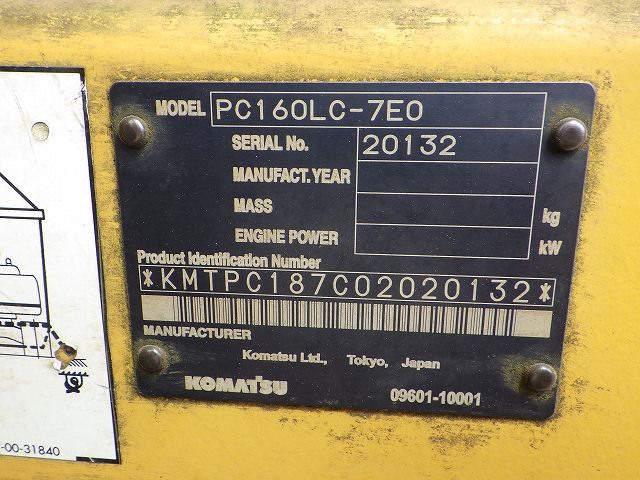 MODEL PC160LC-7E0
SERIAL No. 20132
MANUFACT.YEAR
MASS kg
ENGINE POWER kW
Product Identification Number
*KMTPC187C02020132*
MANUFACTURER
Komatsu Ltd., Tokyo, Japan
KOMATSU 09601-10001
-00-31840